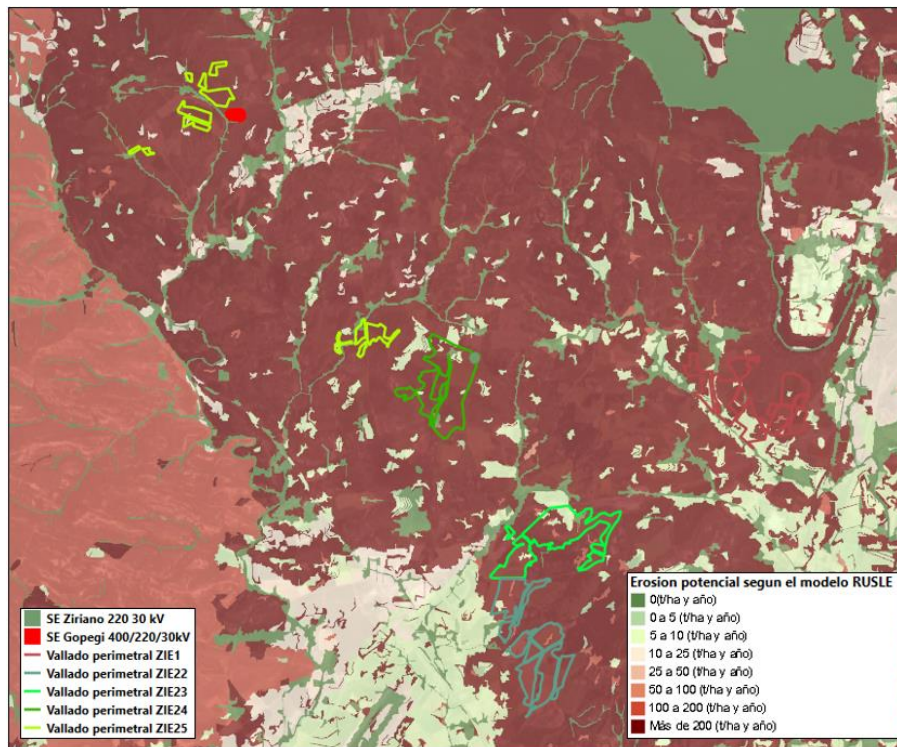 SE Ziriano 220 30 kV
SE Gopegi 400/220/30kV
Vallado perimetral ZIE1
Vallado perimetral ZIE22
Vallado perimetral ZIE23
Vallado perimetral ZIE24
Vallado perimetral ZIE25
Erosion potencial segun el modelo RUSLE
0(t/ha y año)
0 a 5 (t/ha y año)
5 a 10 (t/ha y año)
10 a 25 (t/ha y año)
25 a 50 (t/ha y año)
50 a 100 (t/ha y año)
100 a 200 (t/ha y año)
Más de 200 (t/ha y año)